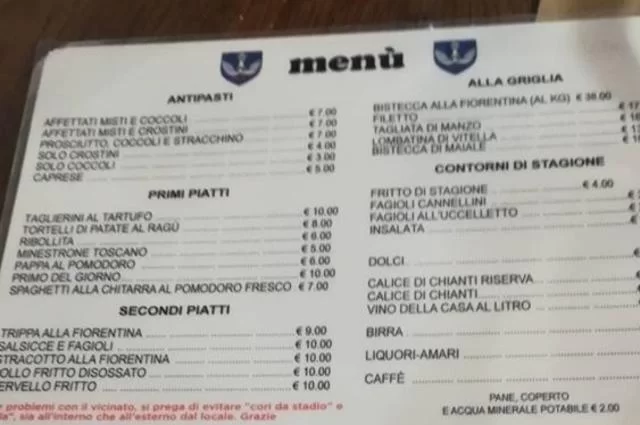 menù
ANTIPASTI
AFFETTATI MISTI E COCCOLI € 7.00
AFFETTATI MISTI E CROSTINI € 7.00
PROSCIUTTO, COCCOLI E STRACCHINO € 7.00
SOLO CROSTINI € 4.00
SOLO COCCOLI € 3.00
CAPRESE € 5.00
PRIMI PIATTI
TAGLIERINI AL TARTUFO € 10.00
TORTELLI DI PATATE AL RAGÙ € 8.00
RIBOLLITA € 6.00
MINESTRONE TOSCANO € 5.00
PAPPA AL POMODORO € 6.00
PRIMO DEL GIORNO € 10.00
SPAGHETTI ALLA CHITARRA AL POMODORO FRESCO € 7.00
SECONDI PIATTI
TRIPPA ALLA FIORENTINA € 9.00
SALSICCE E FAGIOLI € 10.00
STRACOTTO ALLA FIORENTINA € 10.00
OLLO FRITTO DISOSSATO € 10.00
ERVELLO FRITTO € 10.00
problemi con il vicinato, si prega di evitare "cori da stadio" e
sia all'interno che all'esterno dal locale. Grazie
ALLA GRIGLIA
BISTECCA ALLA FIORENTINA (AL KG) € 38.00
FILETTO
TAGLIATA DI MANZO
LOMBATINA DI VITELLA
BISTECCA DI MAIALE
CONTORNI DI STAGIONE
FRITTO DI STAGIONE € 4.00
FAGIOLI CANNELLINI
FAGIOLI ALL'UCCELLETTO
INSALATA
DOLCI
CALICE DI CHIANTI RISERVA
CALICE DI CHIANTI
VINO DELLA CASA AL LITRO
BIRRA
LIQUORI-AMARI
CAFFÈ
PANE, COPERTO
E ACQUA MINERALE POTABILE € 2.00